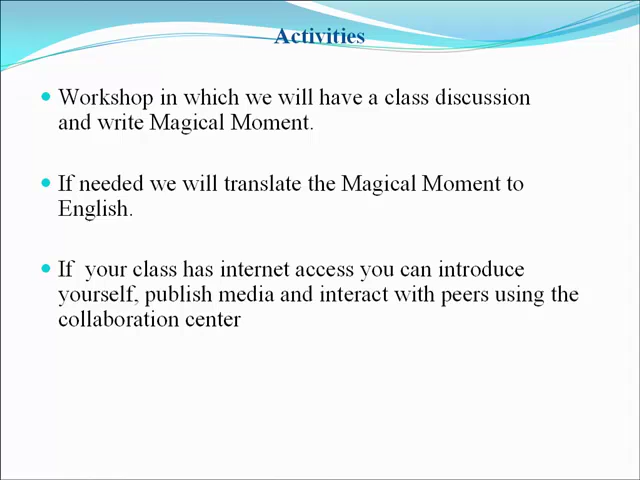 Activities
Workshop in which we will have a class discussion
and write Magical Moment.
If needed we will translate the Magical Moment to
English.
If  your class has internet access you can introduce
yourself, publish media and interact with peers using the
collaboration center